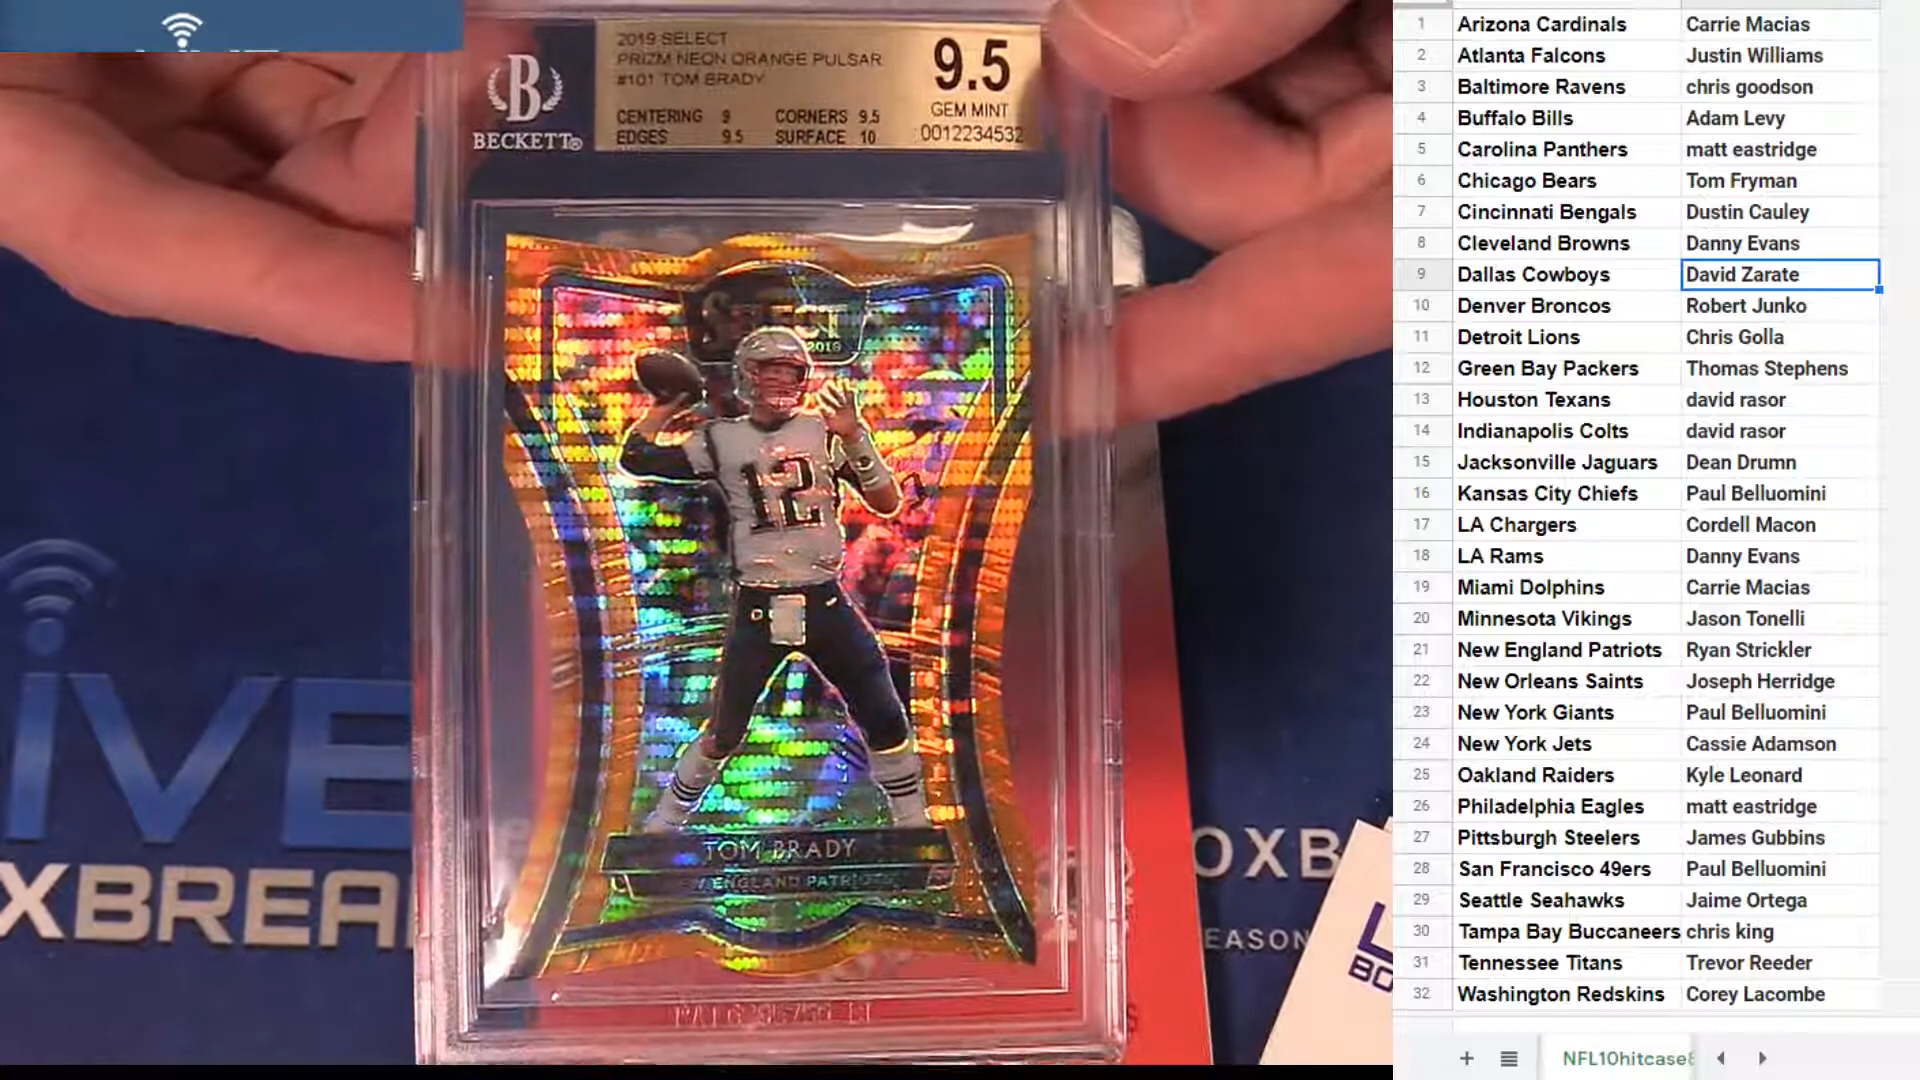 2019 SELECT
PRIZM NEON ORANGE PULSAR
#101 TOM BRADY
CENTERING 9 CORNERS 9.5
EDGES 9.5 SURFACE 10
9.5
GEM MINT
0012234532
B
BECKETT®
2019
12
TOM BRADY
ENGLAND PATRIOTS
iVE
XBREA
OXB
EASON
BO
1 Arizona Cardinals Carrie Macias
2 Atlanta Falcons Justin Williams
3 Baltimore Ravens chris goodson
4 Buffalo Bills Adam Levy
5 Carolina Panthers matt eastridge
6 Chicago Bears Tom Fryman
7 Cincinnati Bengals Dustin Cauley
8 Cleveland Browns Danny Evans
9 Dallas Cowboys David Zarate
10 Denver Broncos Robert Junko
11 Detroit Lions Chris Golla
12 Green Bay Packers Thomas Stephens
13 Houston Texans david rasor
14 Indianapolis Colts david rasor
15 Jacksonville Jaguars Dean Drumn
16 Kansas City Chiefs Paul Belluomini
17 LA Chargers Cordell Macon
18 LA Rams Danny Evans
19 Miami Dolphins Carrie Macias
20 Minnesota Vikings Jason Tonelli
21 New England Patriots Ryan Strickler
22 New Orleans Saints Joseph Herridge
23 New York Giants Paul Belluomini
24 New York Jets Cassie Adamson
25 Oakland Raiders Kyle Leonard
26 Philadelphia Eagles matt eastridge
27 Pittsburgh Steelers James Gubbins
28 San Francisco 49ers Paul Belluomini
29 Seattle Seahawks Jaime Ortega
30 Tampa Bay Buccaneers chris king
31 Tennessee Titans Trevor Reeder
32 Washington Redskins Corey Lacombe
NFL10hitcase